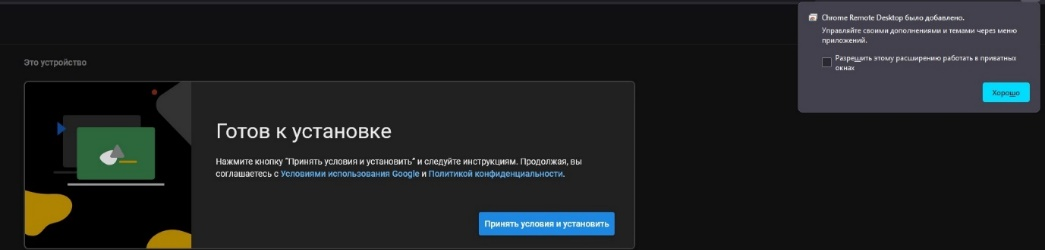 Chrome Remote Desktop было добавлено.
Управляйте своими дополнениями и темами через меню
приложений.
Разрешить этому расширению работать в приватных
окнах
Хорошо
Это устройство
Готов к установке
Нажмите кнопку "Принять условия и установить" и следуйте инструкциям. Продолжая, вы
соглашаетесь с Условиями использования Google и Политикой конфиденциальности.
Принять условия и установить